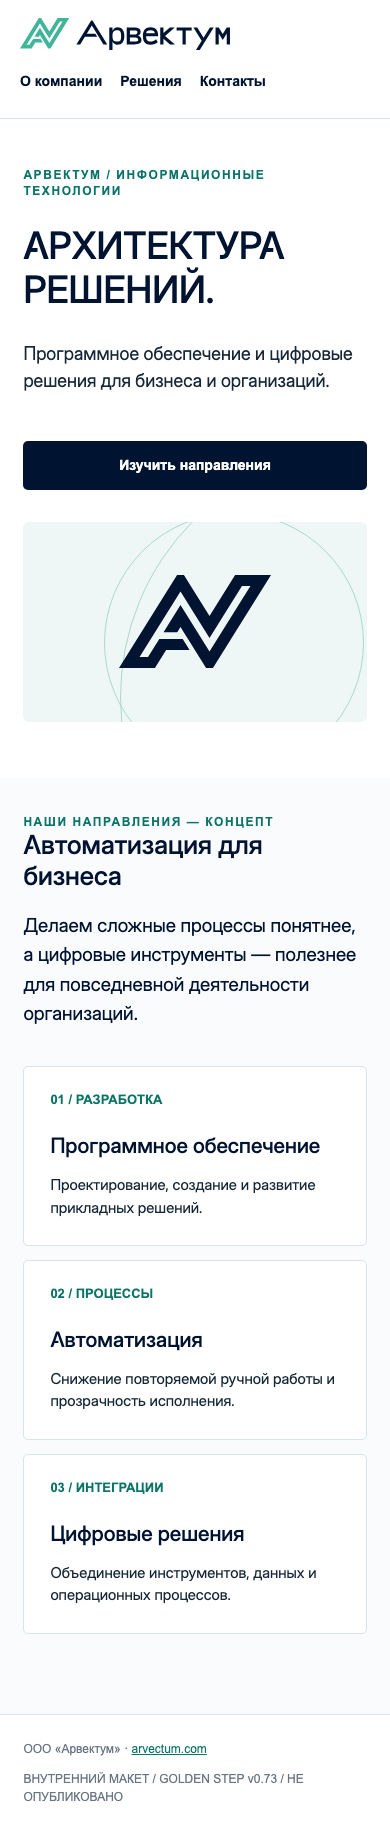 Арвектум
О компании Решения Контакты
АРВЕКТУМ / ИНФОРМАЦИОННЫЕ
ТЕХНОЛОГИИ
АРХИТЕКТУРА
РЕШЕНИЙ.
Программное обеспечение и цифровые
решения для бизнеса и организаций.
Изучить направления
НАШИ НАПРАВЛЕНИЯ — КОНЦЕПТ
Автоматизация для
бизнеса
Делаем сложные процессы понятнее,
а цифровые инструменты — полезнее
для повседневной деятельности
организаций.
01 / РАЗРАБОТКА
Программное обеспечение
Проектирование, создание и развитие
прикладных решений.
02 / ПРОЦЕССЫ
Автоматизация
Снижение повторяемой ручной работы и
прозрачность исполнения.
03 / ИНТЕГРАЦИИ
Цифровые решения
Объединение инструментов, данных и
операционных процессов.
ООО «Арвектум» · arvectum.com
ВНУТРЕННИЙ МАКЕТ / GOLDEN STEP v0.73 / НЕ
ОПУБЛИКОВАНО